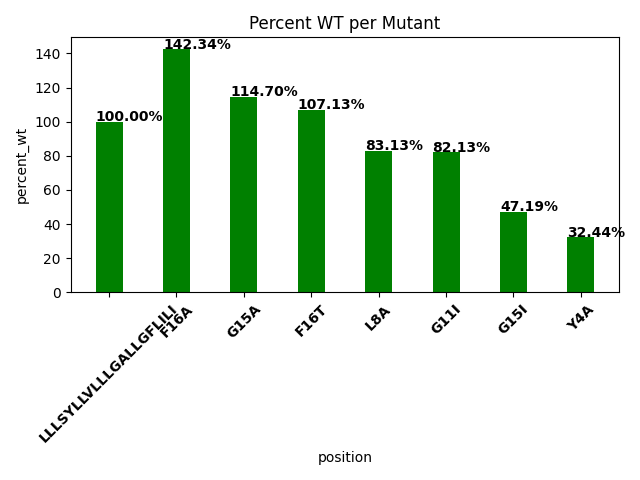 Percent WT per Mutant
percent_wt
140
120
100
80
60
40
20
0
100.00%
142.34%
114.70%
107.13%
83.13%
82.13%
47.19%
32.44%
LLLSYLLVLLLGALLGFLILI
F16A
G15A
F16T
L8A
G11I
G15I
Y4A
position